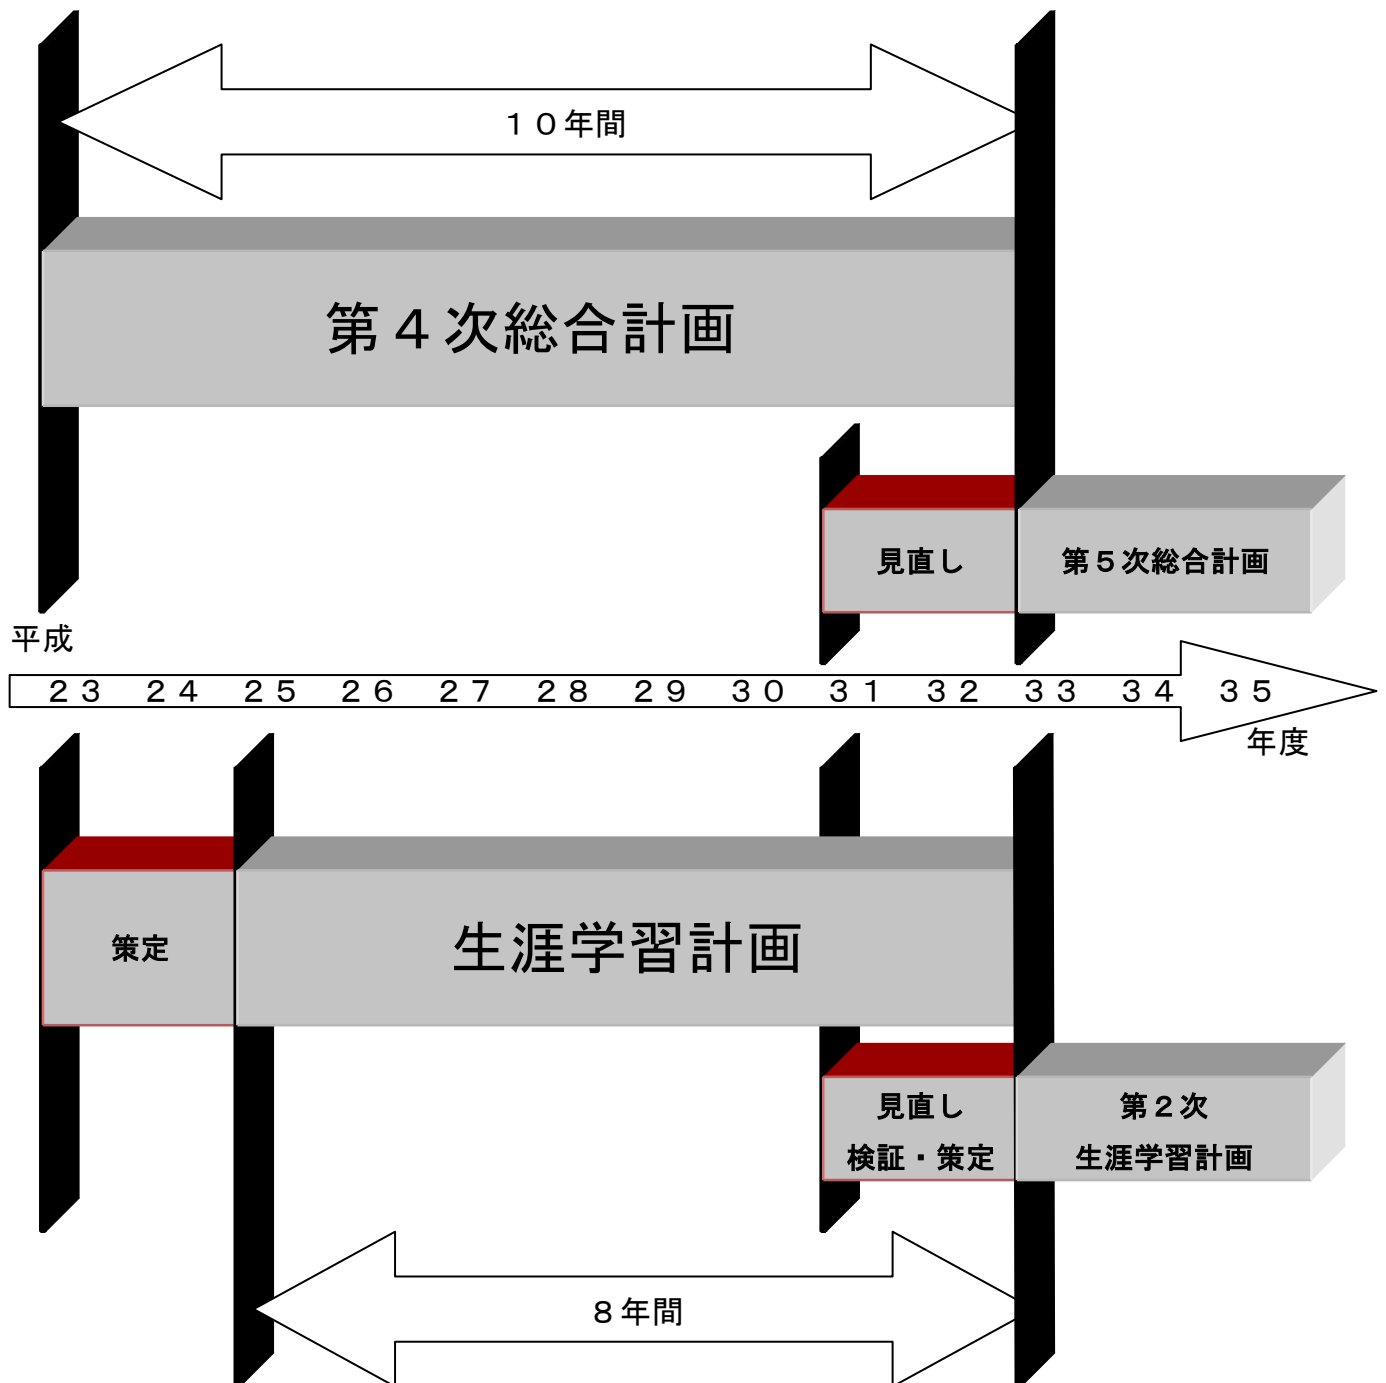 １０年間
第４次総合計画
見直し
第５次総合計画
平成
２３ ２４ ２５ ２６ ２７ ２８ ２９ ３０ ３１ ３２ ３３ ３４ ３５
年度
策定
生涯学習計画
見直し
検証・策定
第２次
生涯学習計画
８年間